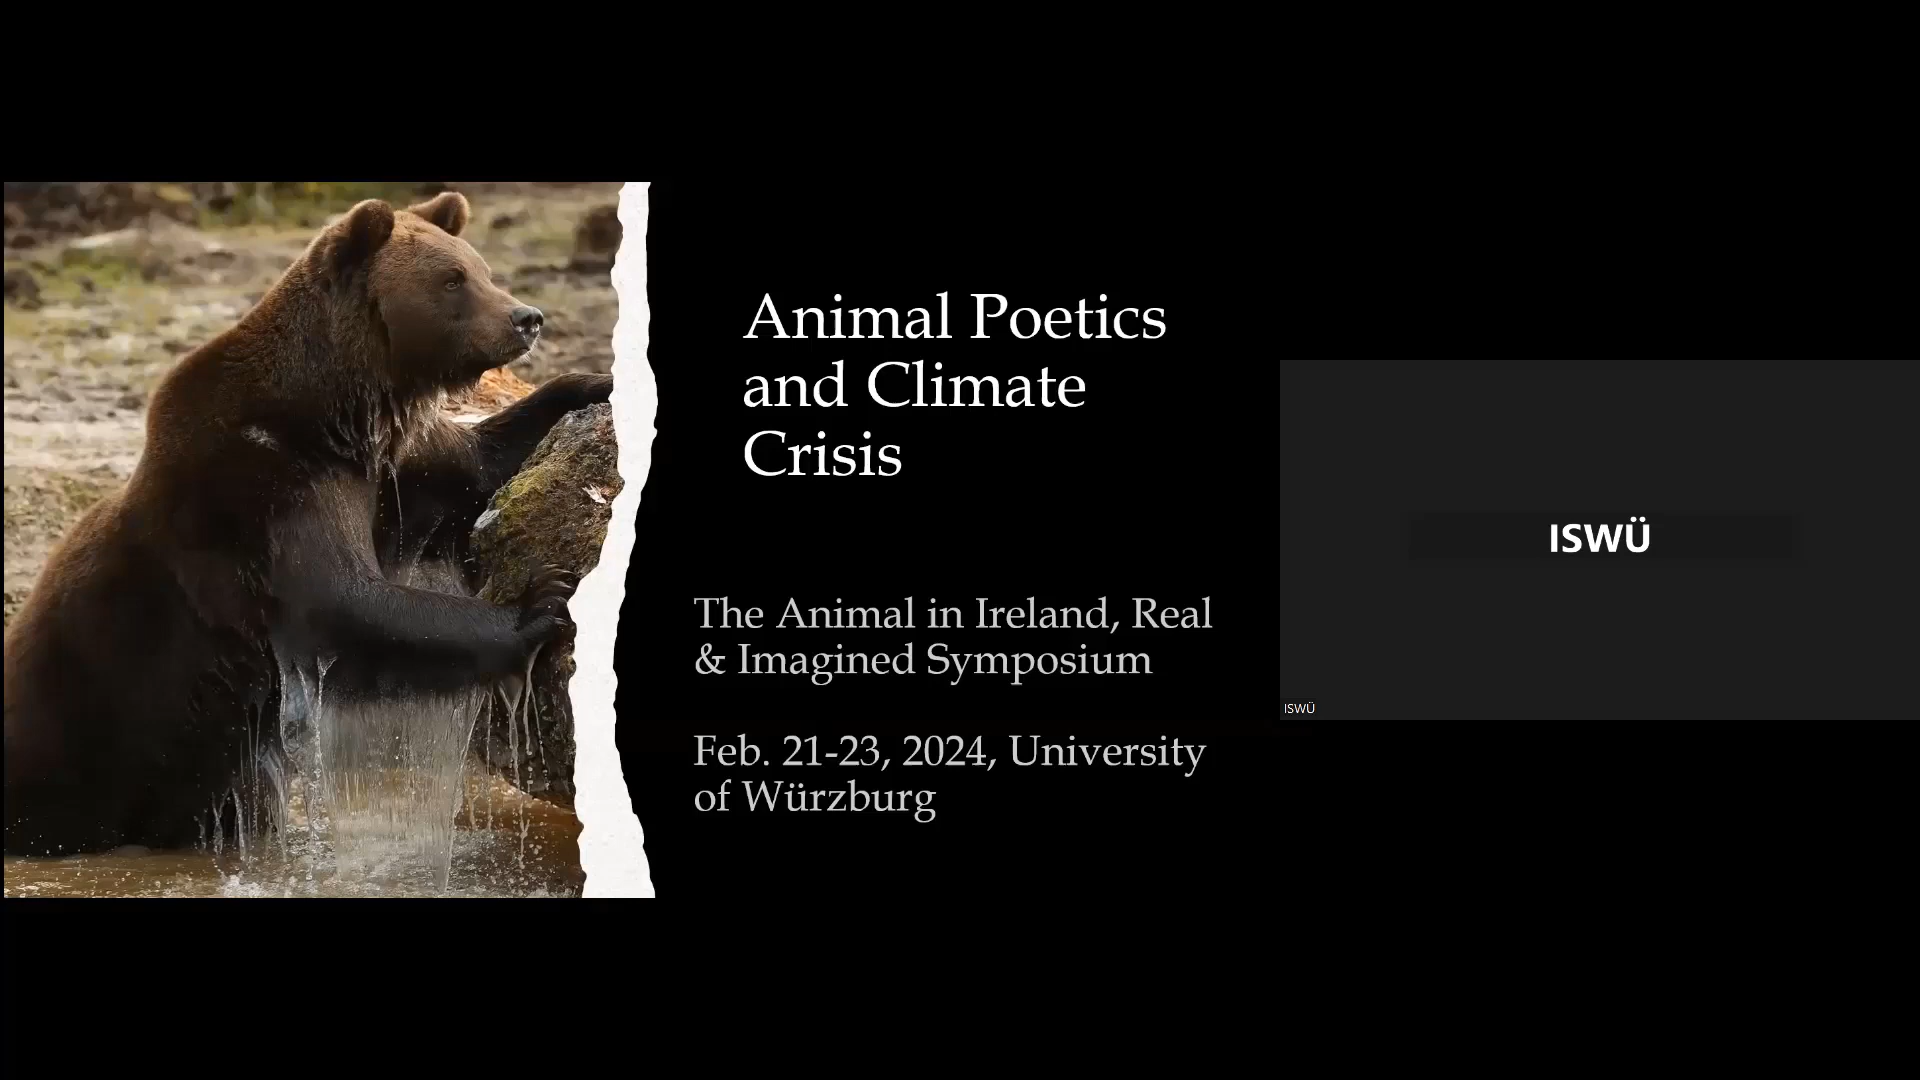 Animal Poetics
and Climate
Crisis
The Animal in Ireland, Real
& Imagined Symposium
Feb. 21-23, 2024, University
of Würzburg
ISWÜ
ISWÜ